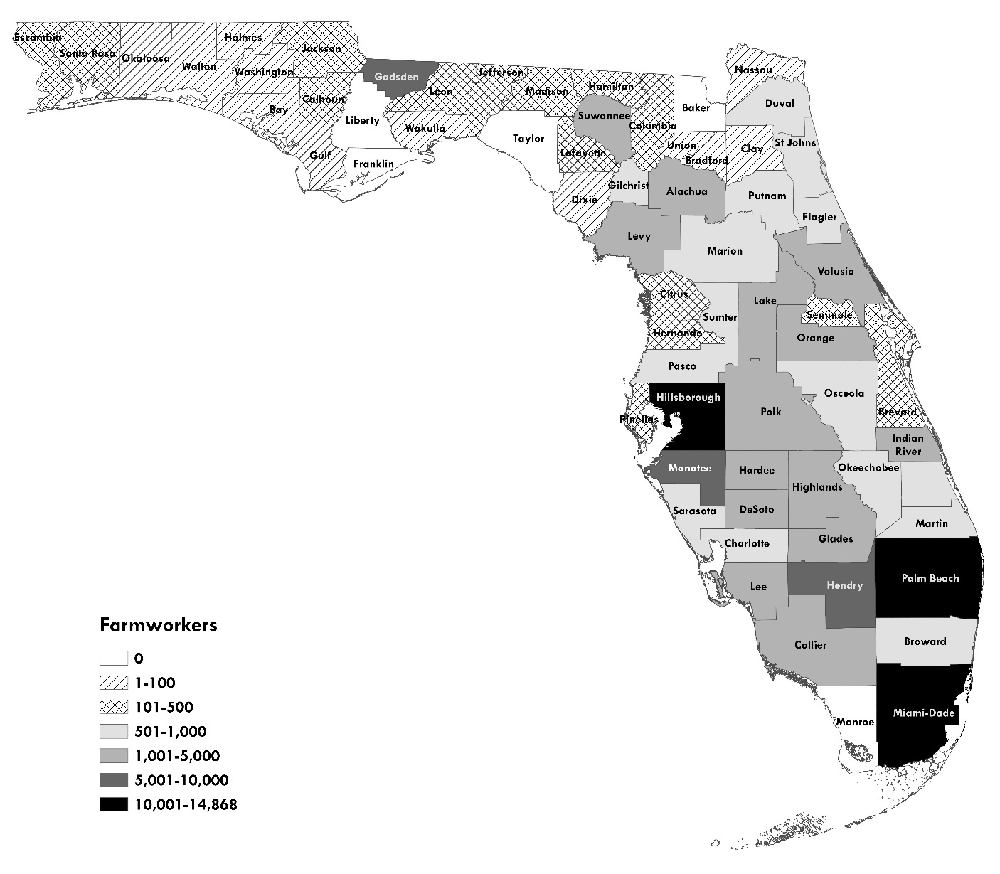 Escambia
Santa Rosa
Okaloosa
Walton
Holmes
Washington
Bay
Jackson
Calhoun
Gulf
Liberty
Franklin
Gadsden
Leon
Wakulla
Jefferson
Madison
Taylor
Hamilton
Suwannee
Lafayette
Dixie
Columbia
Baker
Union
Bradford
Nassau
Duval
Clay
St Johns
Gilchrist
Alachua
Putnam
Flagler
Levy
Marion
Volusia
Citrus
Sumter
Lake
Seminole
Hernando
Orange
Pasco
Hillsborough
Pinellas
Polk
Osceola
Brevard
Indian
River
Manatee
Hardee
Highlands
Okeechobee
Sarasota
DeSoto
Martin
Charlotte
Glades
Lee
Hendry
Palm Beach
Collier
Broward
Monroe
Miami-Dade
Farmworkers
0
1-100
101-500
501-1,000
1,001-5,000
5,001-10,000
10,001-14,868